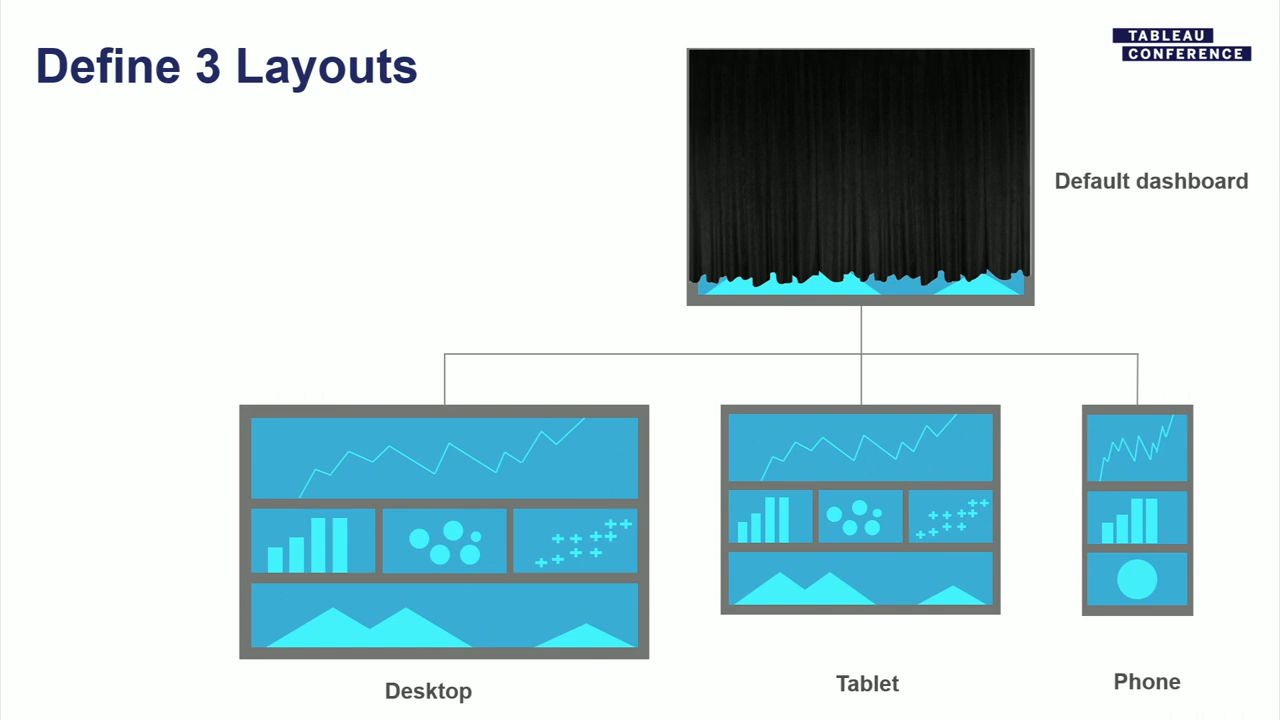 Define 3 Layouts
TABLEAU
CONFERENCE
Default dashboard
Desktop
Tablet
Phone